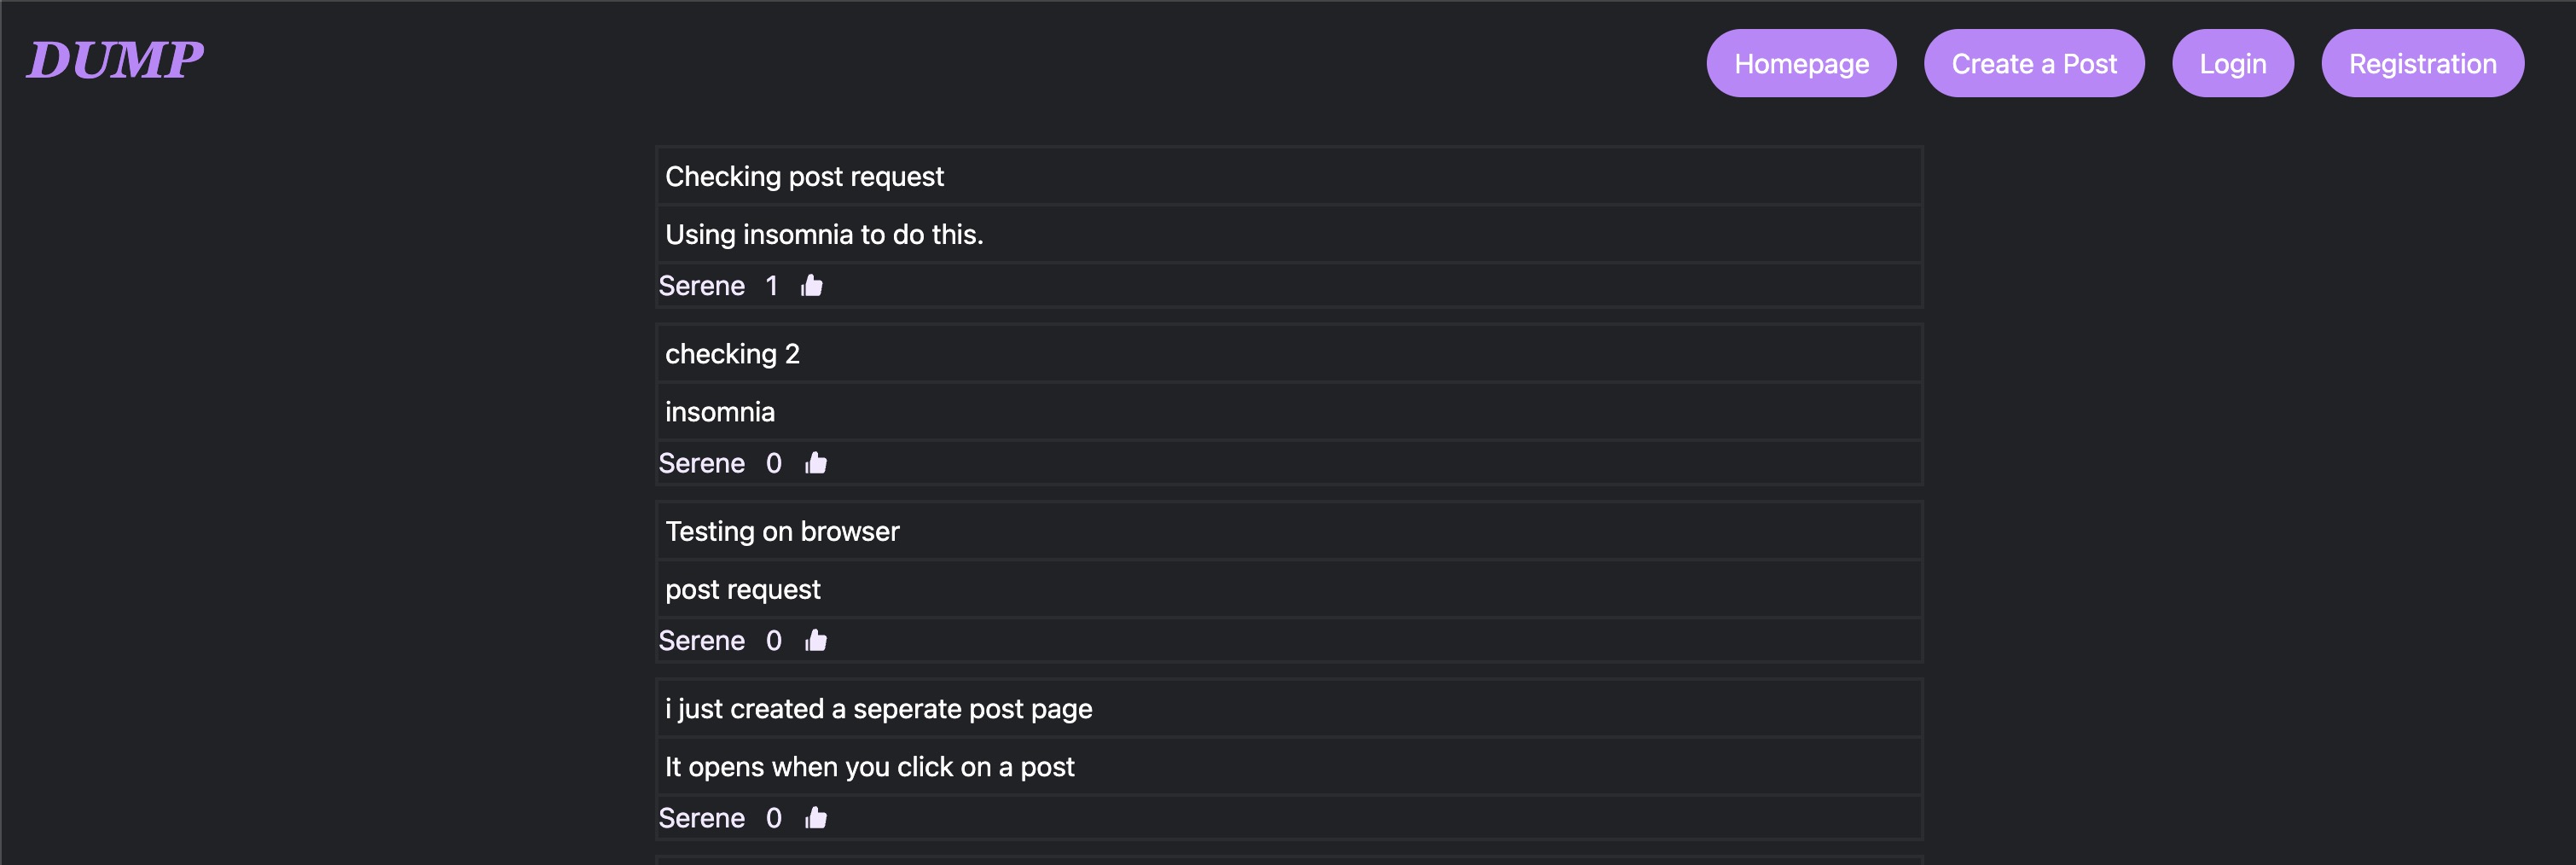 DUMP
Homepage
Create a Post
Login
Registration
Checking post request
Using insomnia to do this.
Serene 1
checking 2
insomnia
Serene 0
Testing on browser
post request
Serene 0
i just created a seperate post page
It opens when you click on a post
Serene 0